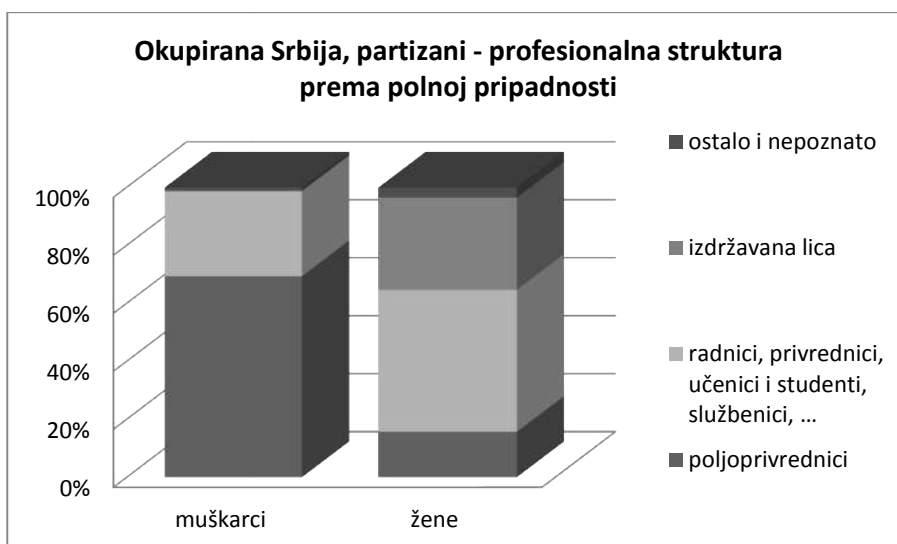 Okupirana Srbija, partizani - profesionalna struktura
prema polnoj pripadnosti
100%
80%
60%
40%
20%
0%
muškarci
žene
ostalo i nepoznato
izdržavana lica
radnici, privrednici,
učenici i studenti,
službenici, ...
poljoprivrednici